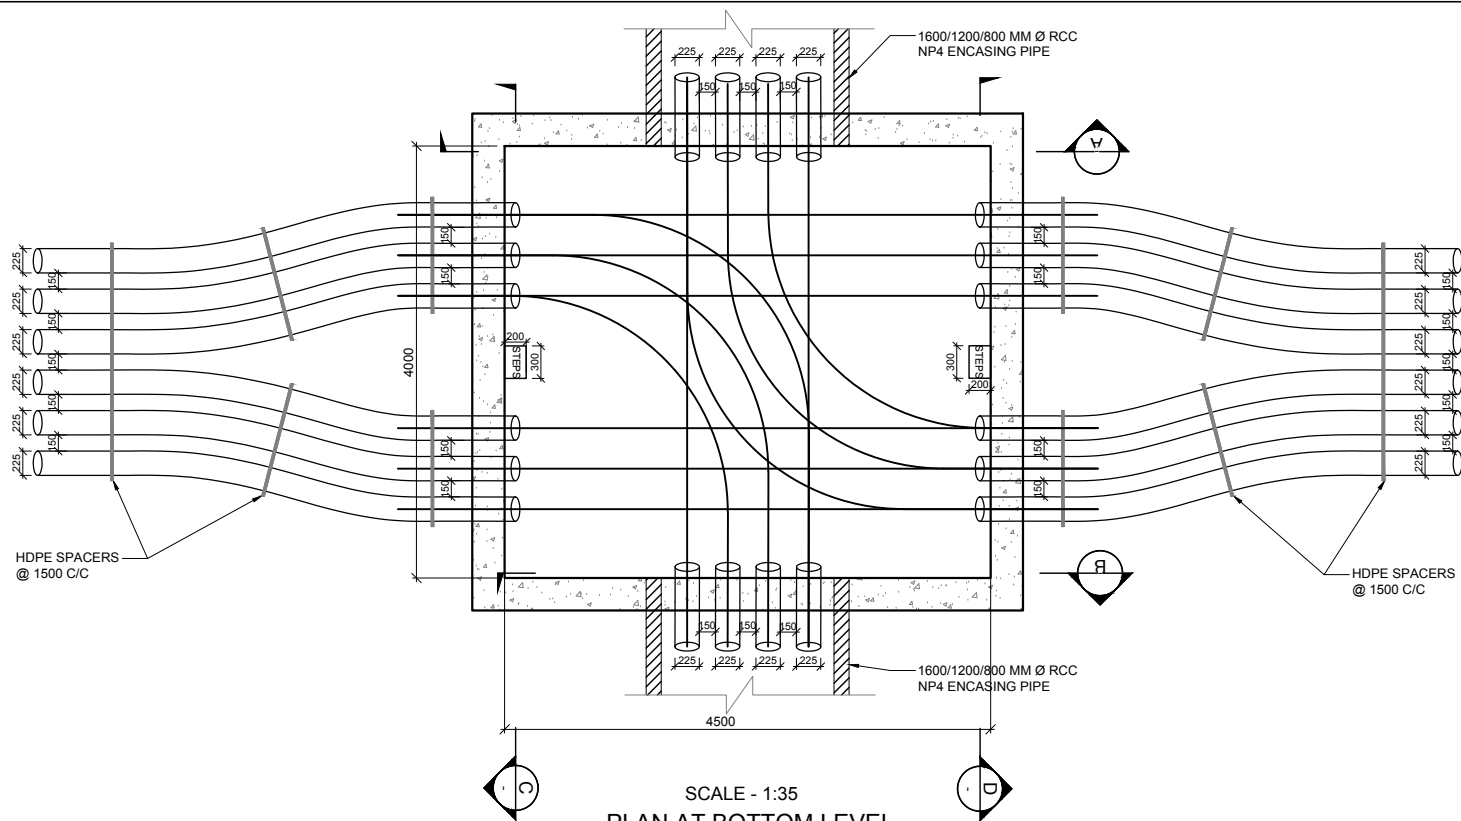 1600/1200/800 MM Ø RCC
NP4 ENCASING PIPE
225 225 225 225
150 150 150
A
225 225 225 225 225 225
150 150 150 150 150
150 150
150 150
4000
200
300
STEPS
150 150
150 150
300
STEPS
200
225 225 225 225 225 225
150 150 150 150 150
HDPE SPACERS
@ 1500 C/C
B
HDPE SPACERS
@ 1500 C/C
150 150 150
225 225 225 225
1600/1200/800 MM Ø RCC
NP4 ENCASING PIPE
4500
C
-
D
-
SCALE - 1:35
PLAN AT BOTTOM LEVEL